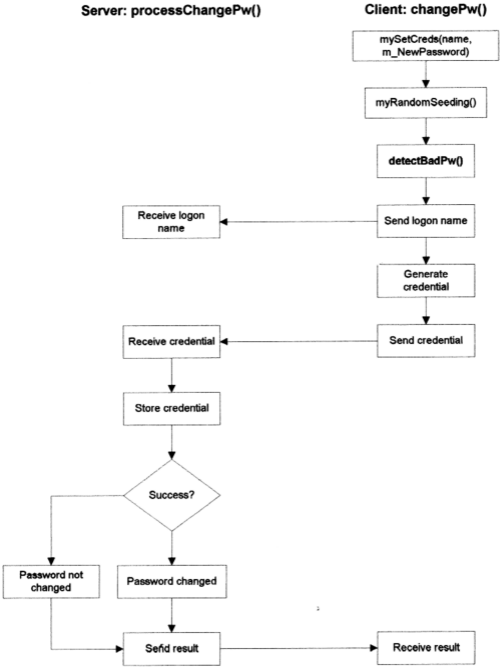 Server: processChangePw()
Client: changePw()
mySetCreds(name,
m_NewPassword)
myRandomSeeding()
detectBadPw()
Receive logon
name
Send logon name
Generate
credential
Receive credential
Send credential
Store credential
Success?
Password not
changed
Password changed
Send result
Receive result